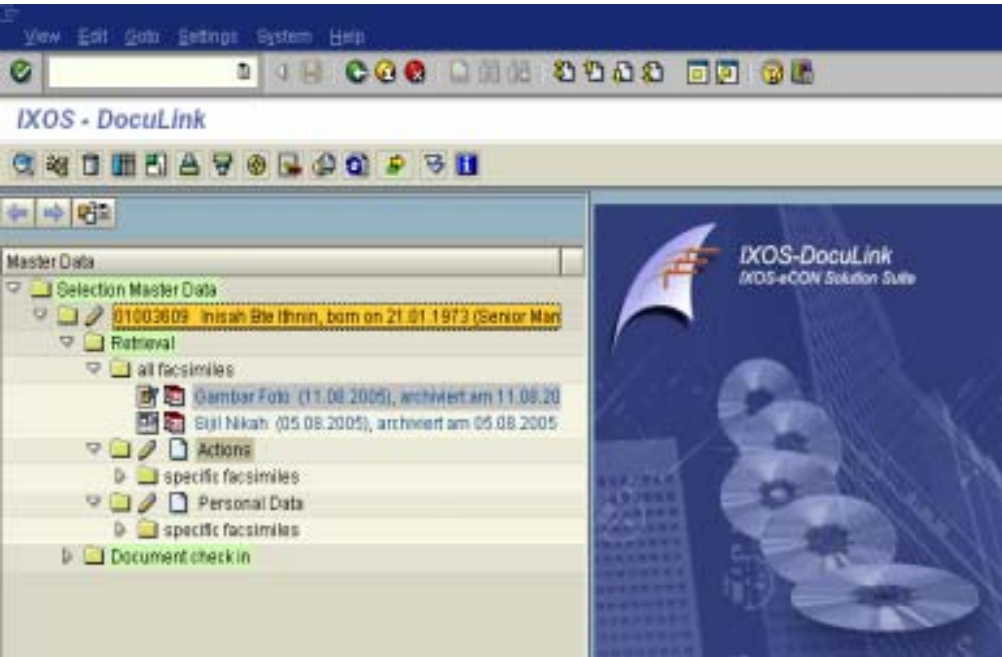 View Edit Goto Settings System Help
IXOS - DocuLink
Master Data
Selection Master Data
01003609 Inisah Bte Ithnin, born on 21.01.1973 (Senior Man
Retrieval
all facsimiles
Gambar Foto (11.08.2005), archiviert am 11.08.20
Sijil Nikah (05.08.2005), archiviert am 05.08.2005
Actions
specific facsimiles
Personal Data
specific facsimiles
Document check in
IXOS-DocuLink
IXOS-eCON Solution Suite